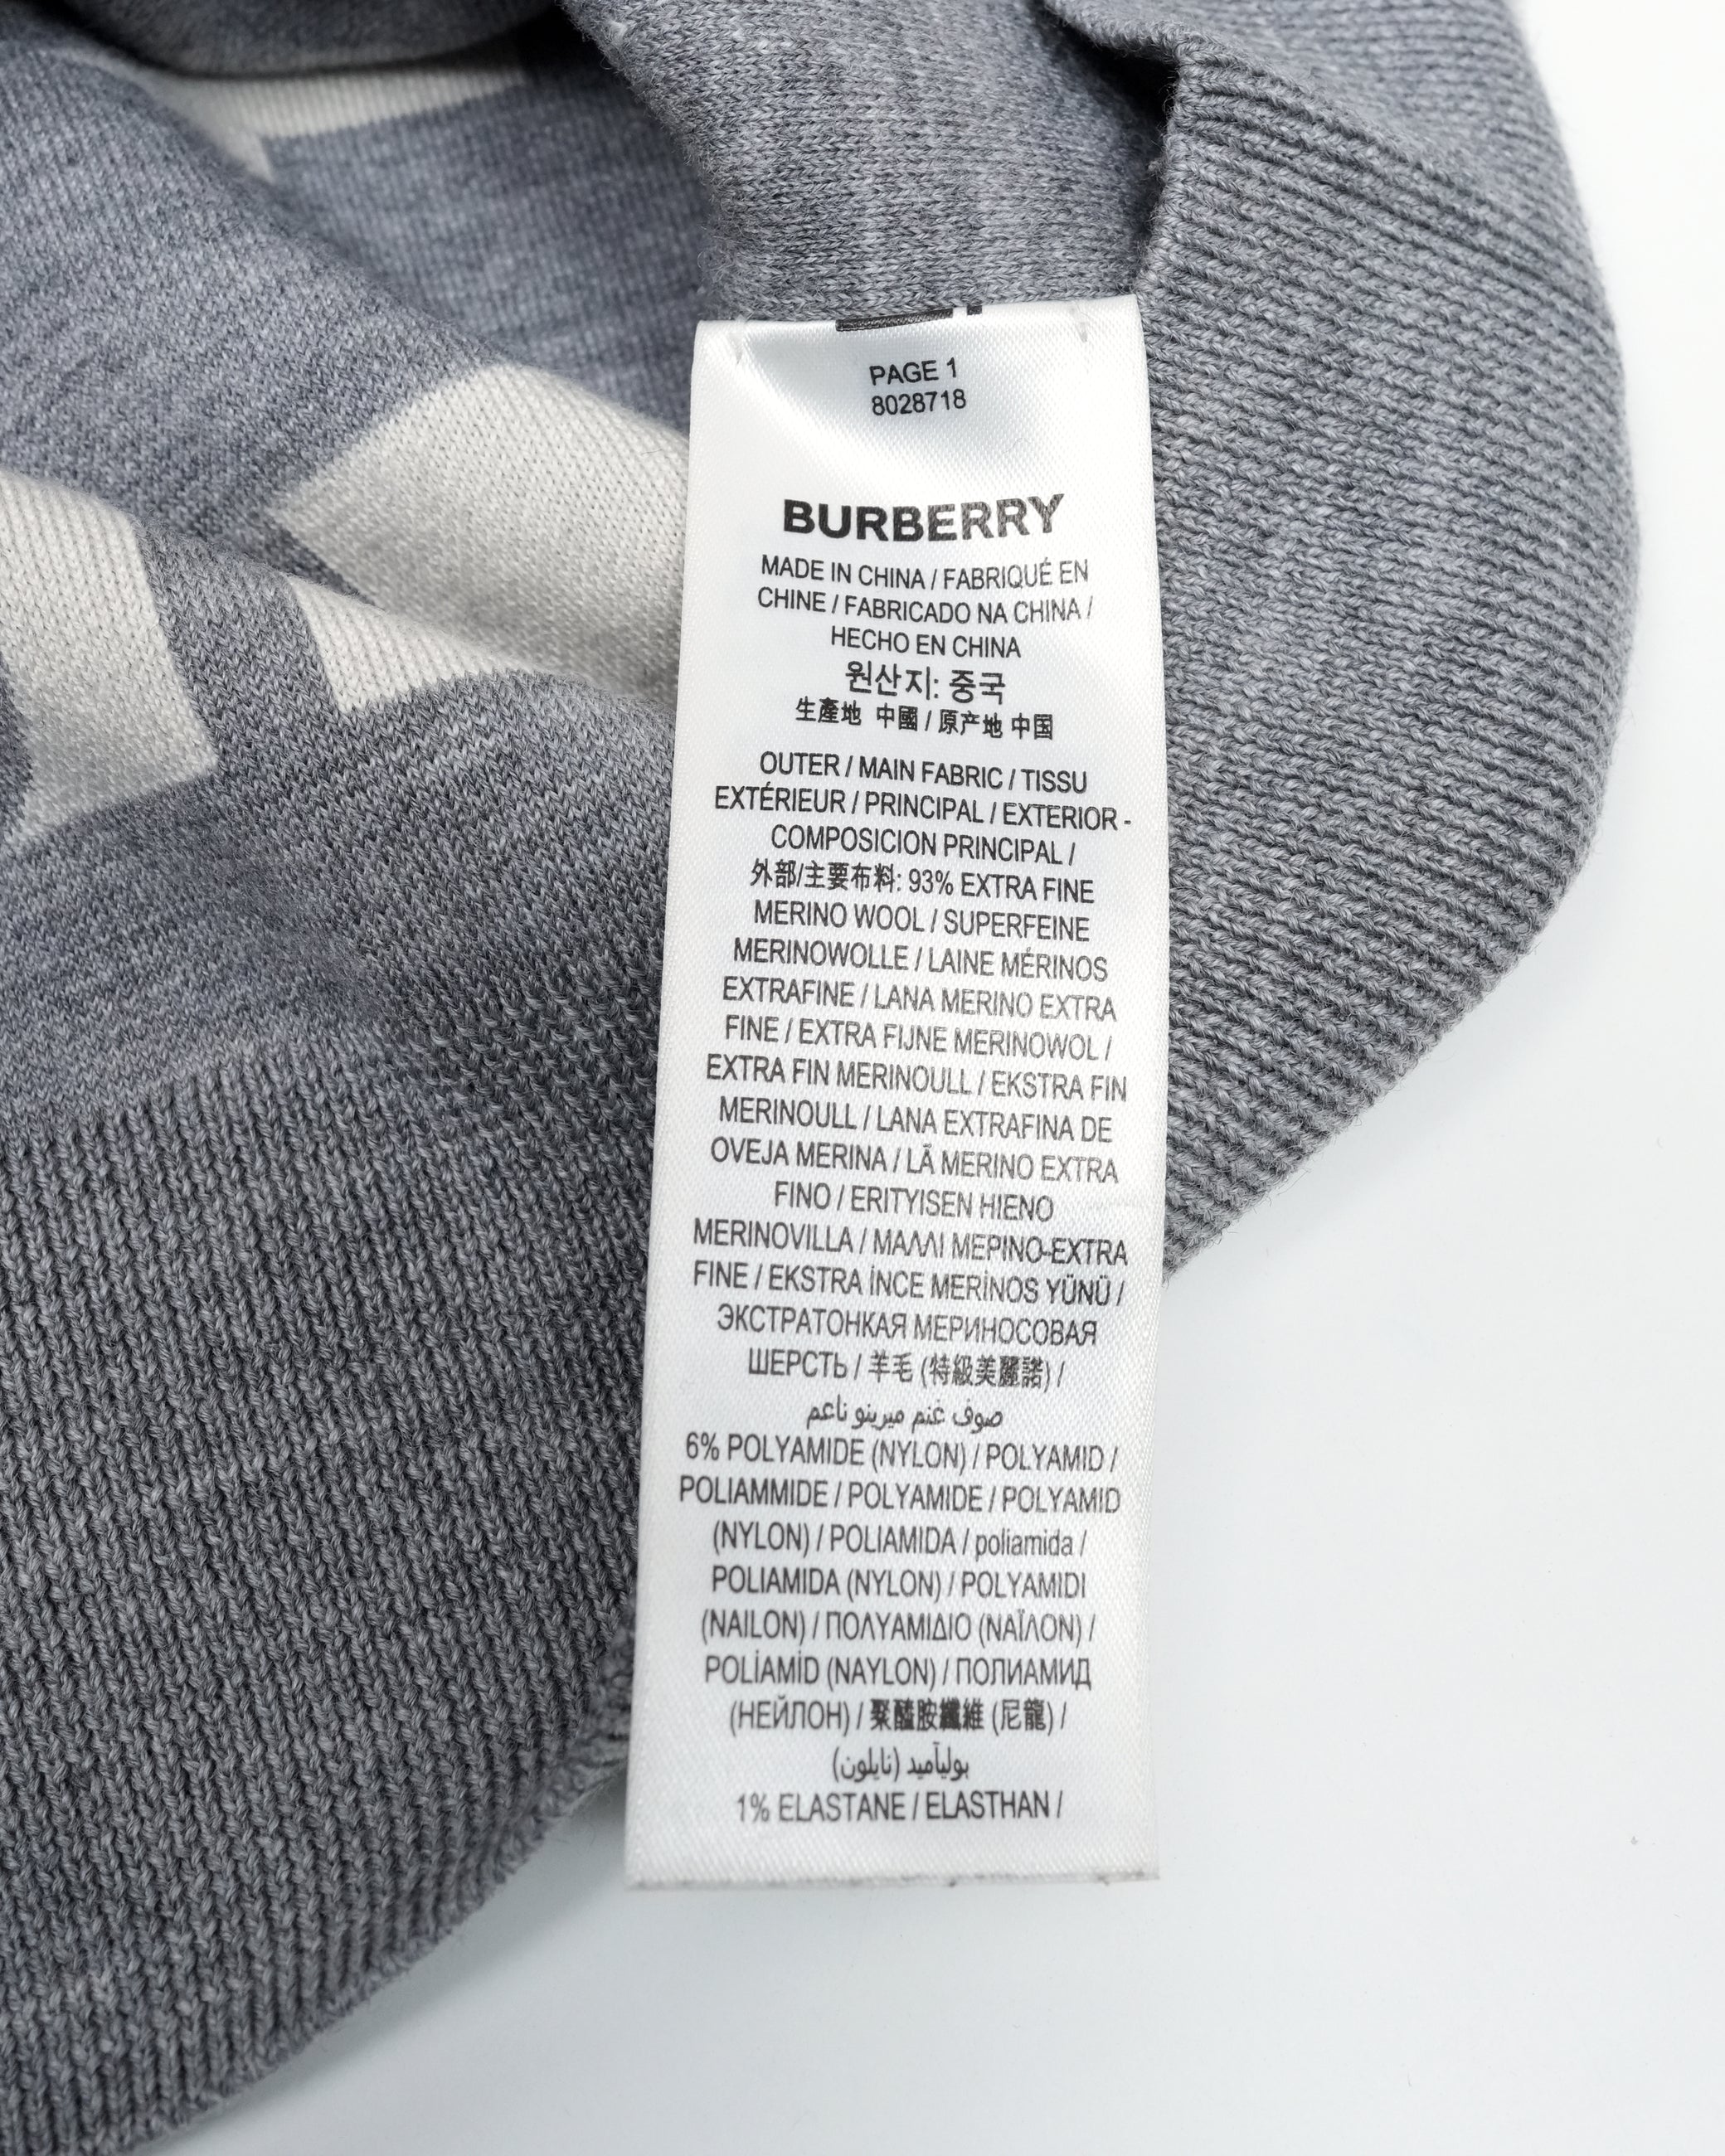 PAGE 1
8028718
BURBERRY
MADE IN CHINA / FABRIQUÉ EN
CHINE / FABRICADO NA CHINA /
HECHO EN CHINA
원산지: 중국
生產地 中國 / 原产地 中国
OUTER / MAIN FABRIC / TISSU
EXTÉRIEUR / PRINCIPAL / EXTERIOR -
COMPOSICION PRINCIPAL /
外部/主要布料: 93% EXTRA FINE
MERINO WOOL / SUPERFEINE
MERINOWOLLE / LAINE MÉRINOS
EXTRAFINE / LANA MERINO EXTRA
FINE / EXTRA FIJNE MERINOWOL /
EXTRA FIN MERINOULL / EKSTRA FIN
MERINOULL / LANA EXTRAFINA DE
OVEJA MERINA / LÃ MERINO EXTRA
FINO / ERITYISEN HIENO
MERINOVILLA / ΜΑΛΛΙ ΜΕΡΙΝΟ-EXTRA
FINE / EKSTRA İNCE MERİNOS YÜNÜ /
ЭКСТРАТОНКАЯ МЕРИНОСОВАЯ
ШЕРСТЬ / 羊毛 (特級美麗諾) /
صوف غنم ميرينو ناعم
6% POLYAMIDE (NYLON) / POLYAMID /
POLIAMMIDE / POLYAMIDE / POLYAMID
(NYLON) / POLIAMIDA / poliamida /
POLIAMIDA (NYLON) / POLYAMIDI
(NAILON) / ΠΟΛΥΑΜΙΔΙΟ (ΝΑΪΛΟΝ) /
POLİAMİD (NAYLON) / ПОЛИАМИД
(НЕЙЛОН) / 聚醯胺纖維 (尼龍) /
بوليآميد (نايلون)
1% ELASTANE / ELASTHAN /